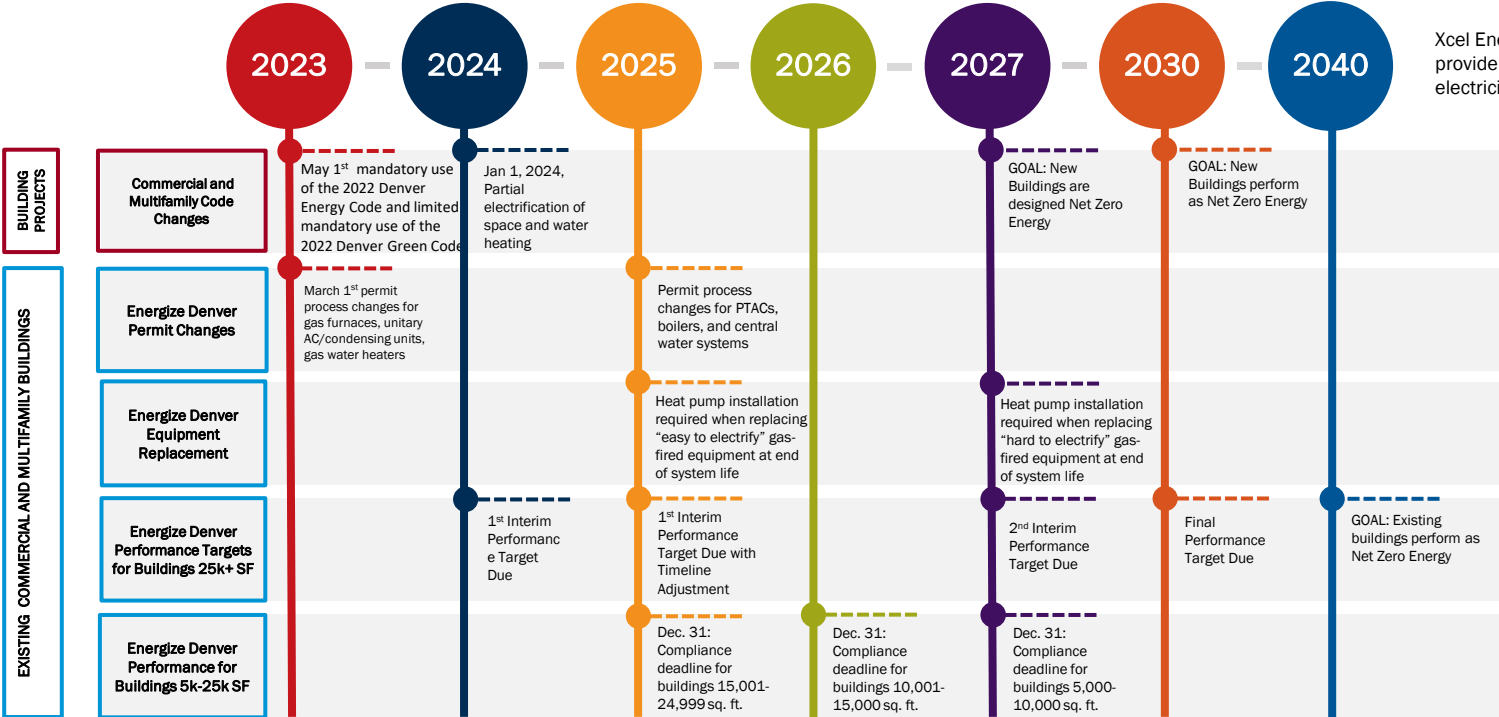 2023
2024
2025
2026
2027
2030
2040
Xcel Ene
provide
electrici
BUILDING
PROJECTS
Commercial and
Multifamily Code
Changes
May 1st mandatory use
of the 2022 Denver
Energy Code and limited
mandatory use of the
2022 Denver Green Code
Jan 1, 2024,
Partial
electrification of
space and water
heating
GOAL: New
Buildings are
designed Net Zero
Energy
GOAL: New
Buildings perform
as Net Zero Energy
EXISTING COMMERCIAL AND MULTIFAMILY BUILDINGS
Energize Denver
Permit Changes
March 1st permit
process changes for
gas furnaces, unitary
AC/condensing units,
gas water heaters
Permit process
changes for PTACs,
boilers, and central
water systems
Energize Denver
Equipment
Replacement
Heat pump installation
required when replacing
“easy to electrify” gas-
fired equipment at end
of system life
Heat pump installation
required when replacing
“hard to electrify” gas-
fired equipment at end
of system life
Energize Denver
Performance Targets
for Buildings 25k+ SF
1st Interim
Performanc
e Target
Due
1st Interim
Performance
Target Due with
Timeline
Adjustment
2nd Interim
Performance
Target Due
Final
Performance
Target Due
GOAL: Existing
buildings perform as
Net Zero Energy
Energize Denver
Performance for
Buildings 5k-25k SF
Dec. 31:
Compliance
deadline for
buildings 15,001-
24,999 sq. ft.
Dec. 31:
Compliance
deadline for
buildings 10,001-
15,000 sq. ft.
Dec. 31:
Compliance
deadline for
buildings 5,000-
10,000 sq. ft.